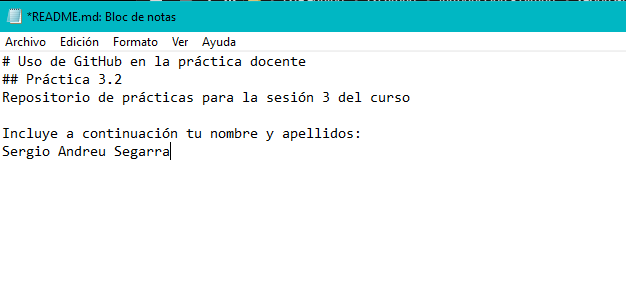 *README.md: Bloc de notas
Archivo Edición Formato Ver Ayuda
# Uso de GitHub en la práctica docente
## Práctica 3.2
Repositorio de prácticas para la sesión 3 del curso
Incluye a continuación tu nombre y apellidos:
Sergio Andreu Segarra